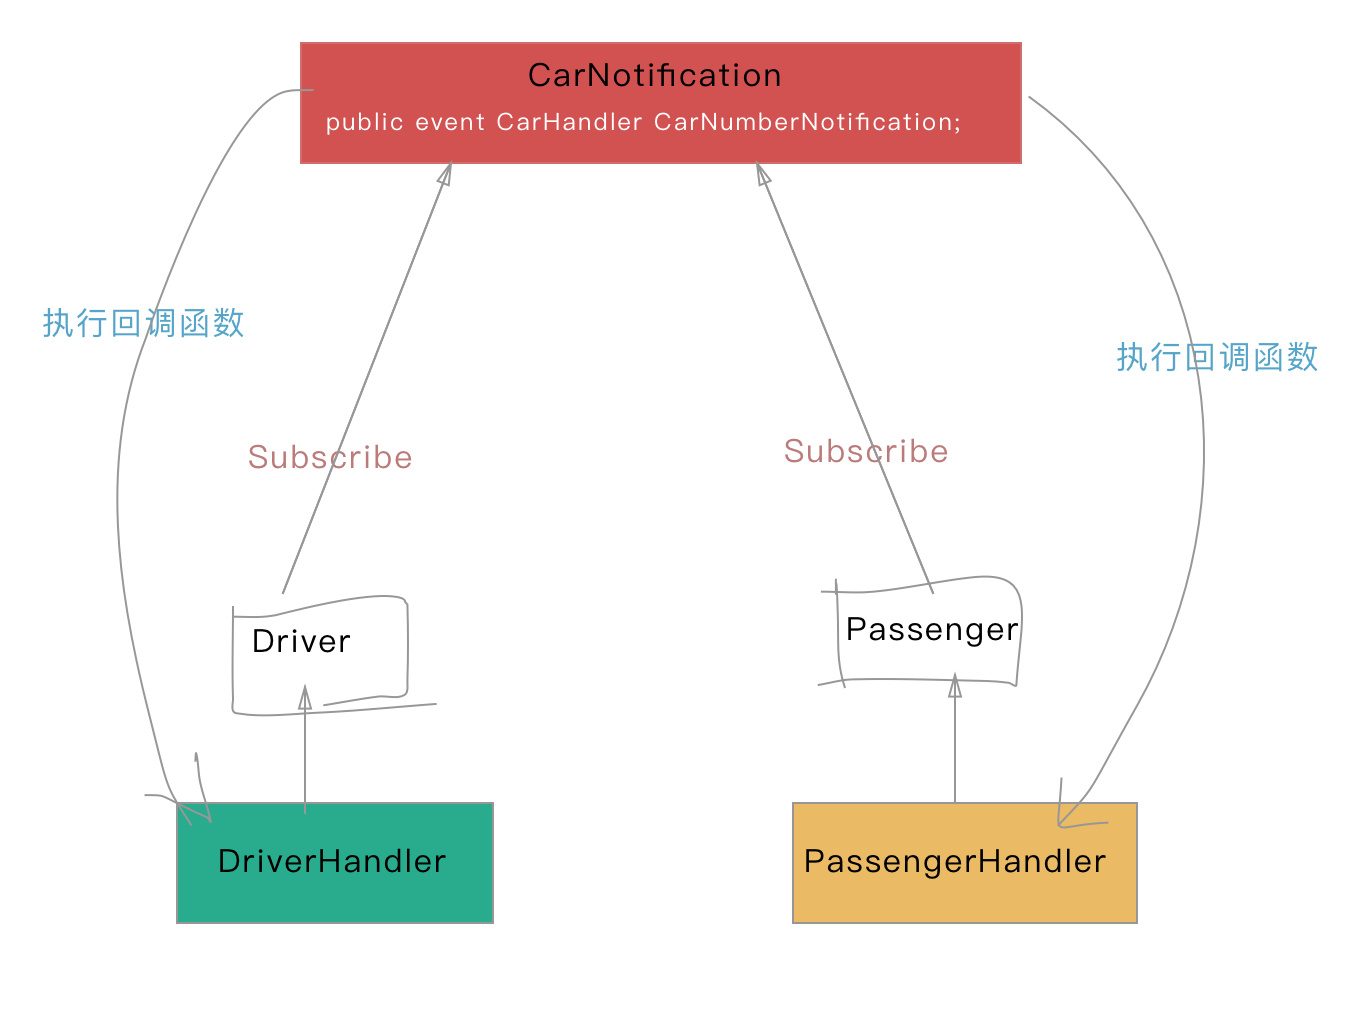 CarNotification
public event CarHandler CarNumberNotification;
执行回调函数
执行回调函数
Subscribe
Subscribe
Driver
Passenger
DriverHandler
PassengerHandler